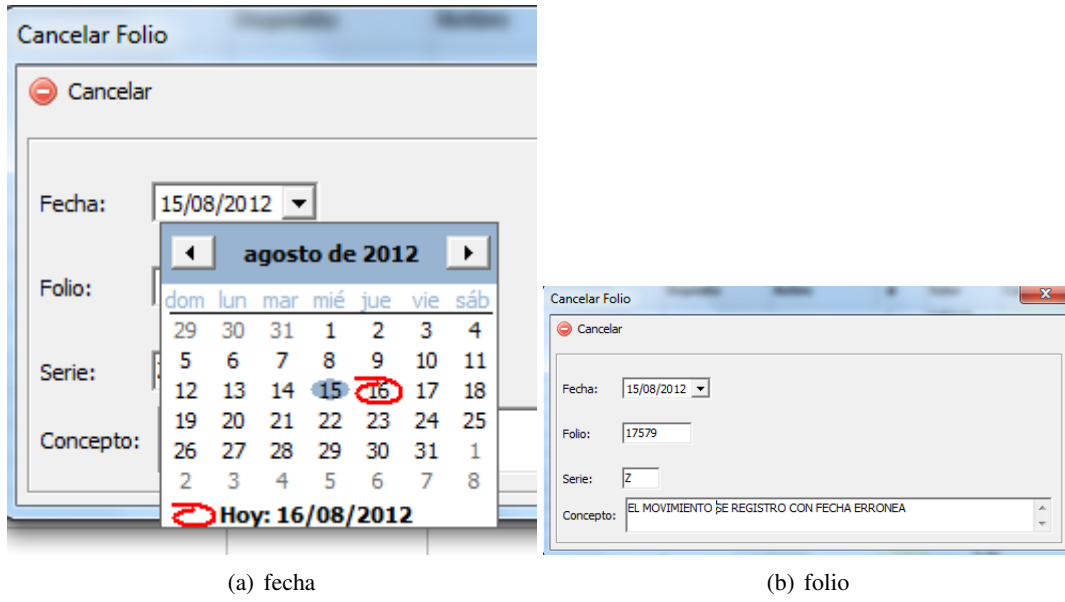 Cancelar Folio
Cancelar
Fecha: 15/08/2012
agosto de 2012
Folio:
dom lun mar mié jue vie sáb
29 30 31 1 2 3 4
5 6 7 8 9 10 11
Serie:
12 13 14 15 16 17 18
19 20 21 22 23 24 25
Concepto:
26 27 28 29 30 31 1
2 3 4 5 6 7 8
Hoy: 16/08/2012
(a) fecha
Cancelar Folio
Cancelar
Fecha: 15/08/2012
Folio: 17579
Serie: Z
Concepto: EL MOVIMIENTO SE REGISTRO CON FECHA ERRONEA
(b) folio